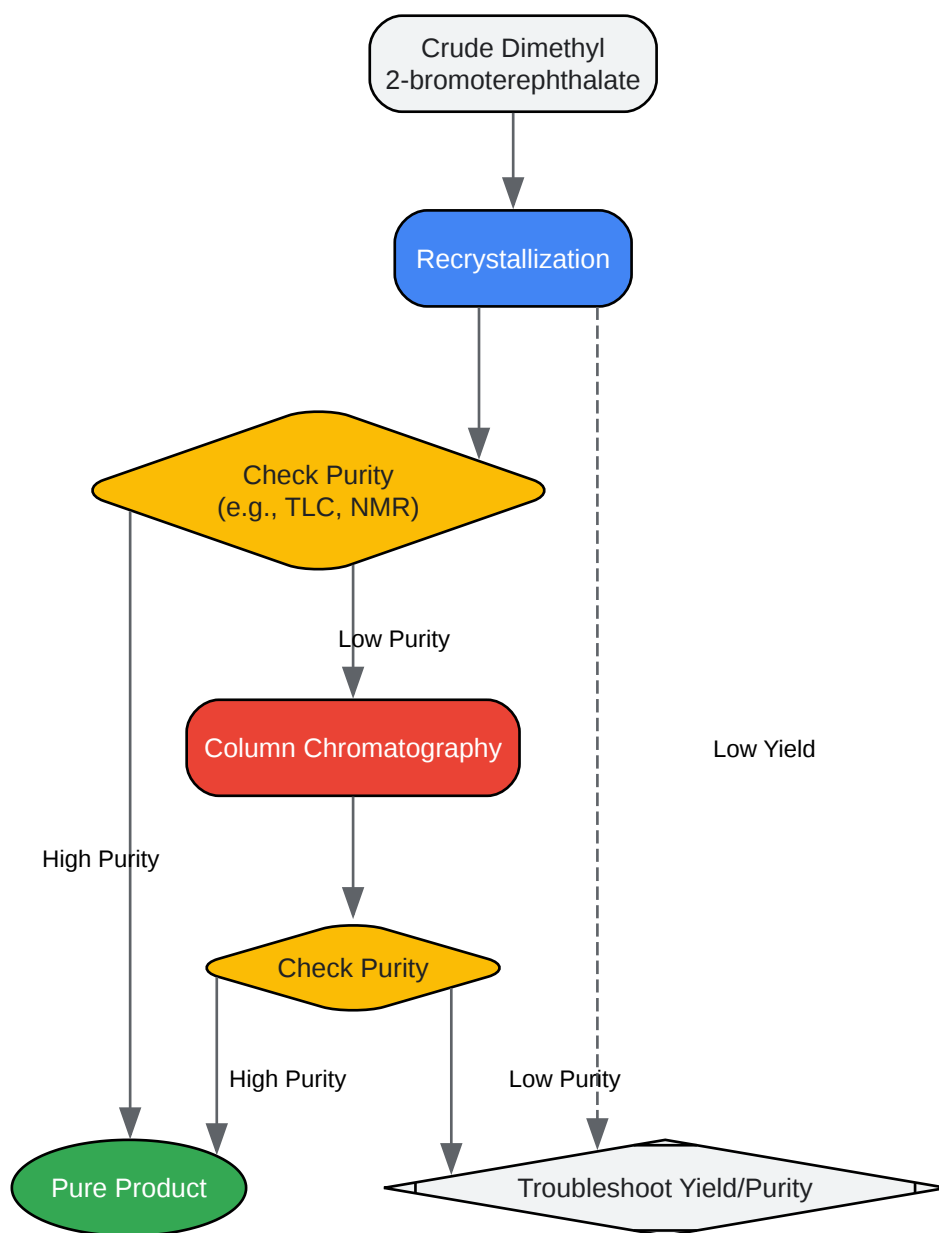 Crude Dimethyl
2-bromoterephthalate
Recrystallization
Check Purity
(e.g., TLC, NMR)
Low Purity
Column Chromatography
Low Yield
High Purity
Check Purity
High Purity
Low Purity
Pure Product
Troubleshoot Yield/Purity